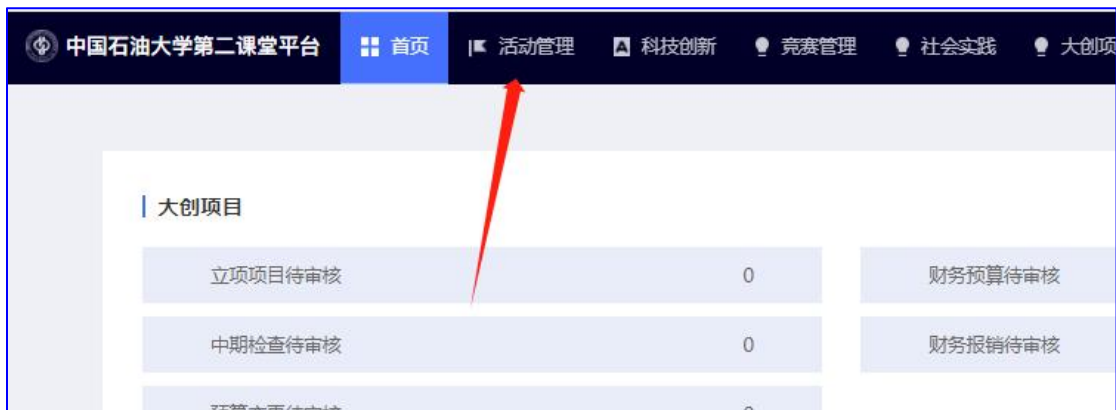 中国石油大学第二课堂平台 首页 活动管理 科技创新 竞赛管理 社会实践 大创项
大创项目
立项项目待审核 0 财务预算待审核
中期检查待审核 0 财务报销待审核